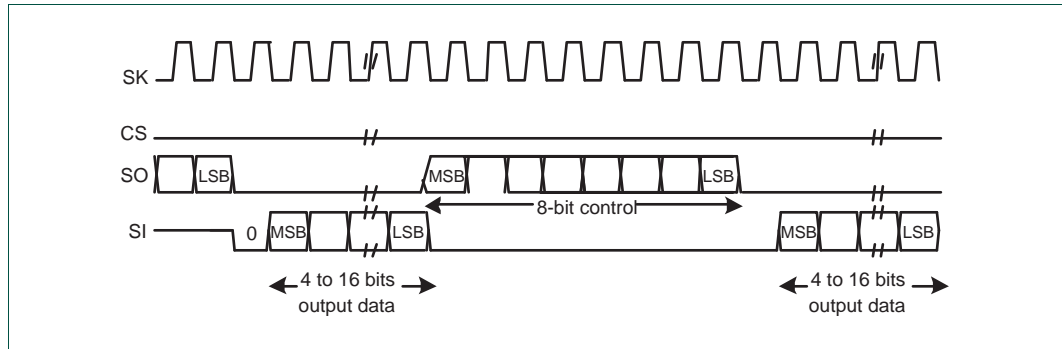 SK
CS
SO
LSB
MSB
LSB
8-bit control
SI
0
MSB
LSB
MSB
LSB
4 to 16 bits
output data
4 to 16 bits
output data